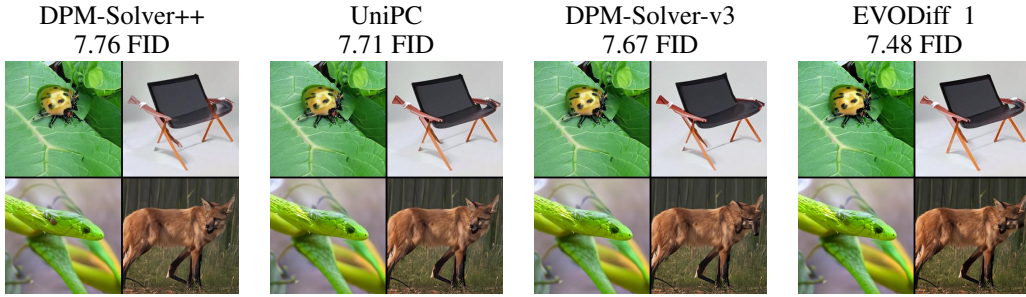 DPM-Solver++
7.76 FID
UniPC
7.71 FID
DPM-Solver-v3
7.67 FID
EVODiff 1
7.48 FID